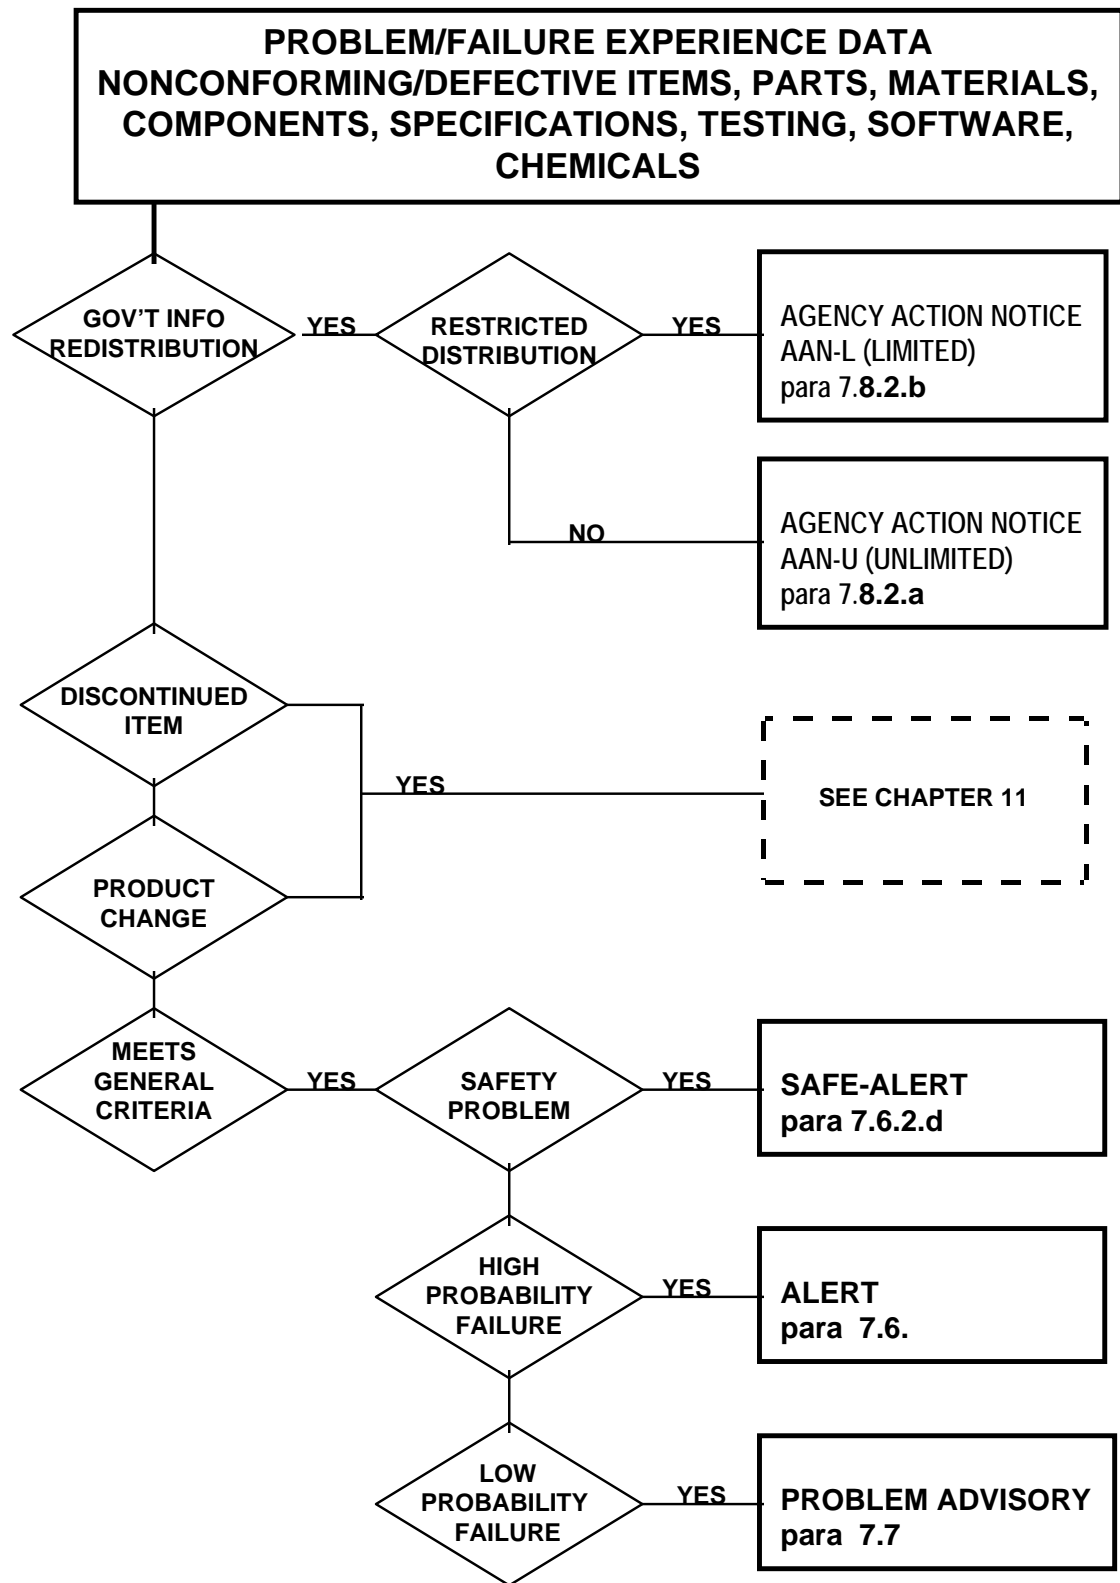 PROBLEM/FAILURE EXPERIENCE DATA
NONCONFORMING/DEFECTIVE ITEMS, PARTS, MATERIALS,
COMPONENTS, SPECIFICATIONS, TESTING, SOFTWARE,
CHEMICALS
GOV'T INFO
REDISTRIBUTION
YES
RESTRICTED
DISTRIBUTION
YES
AGENCY ACTION NOTICE
AAN-L (LIMITED)
para 7.8.2.b
NO
AGENCY ACTION NOTICE
AAN-U (UNLIMITED)
para 7.8.2.a
DISCONTINUED
ITEM
YES
SEE CHAPTER 11
PRODUCT
CHANGE
MEETS
GENERAL
CRITERIA
YES
SAFETY
PROBLEM
YES
SAFE-ALERT
para 7.6.2.d
HIGH
PROBABILITY
FAILURE
YES
ALERT
para 7.6.
LOW
PROBABILITY
FAILURE
YES
PROBLEM ADVISORY
para 7.7